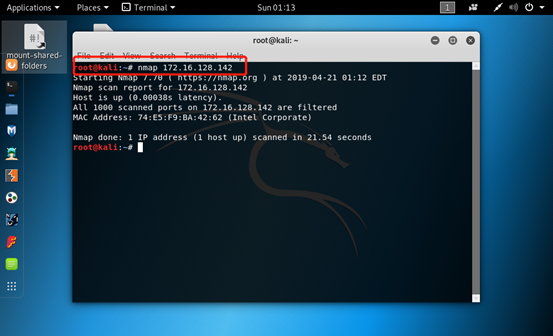 Applications Places Terminal Sun 01:13 1
mount-shared-folders
root@kali: ~
File Edit View Search Terminal Help
root@kali:~# nmap 172.16.128.142
Starting Nmap 7.70 ( https://nmap.org ) at 2019-04-21 01:12 EDT
Nmap scan report for 172.16.128.142
Host is up (0.00038s latency).
All 1000 scanned ports on 172.16.128.142 are filtered
MAC Address: 74:E5:F9:BA:42:62 (Intel Corporate)
Nmap done: 1 IP address (1 host up) scanned in 21.54 seconds
root@kali:~#